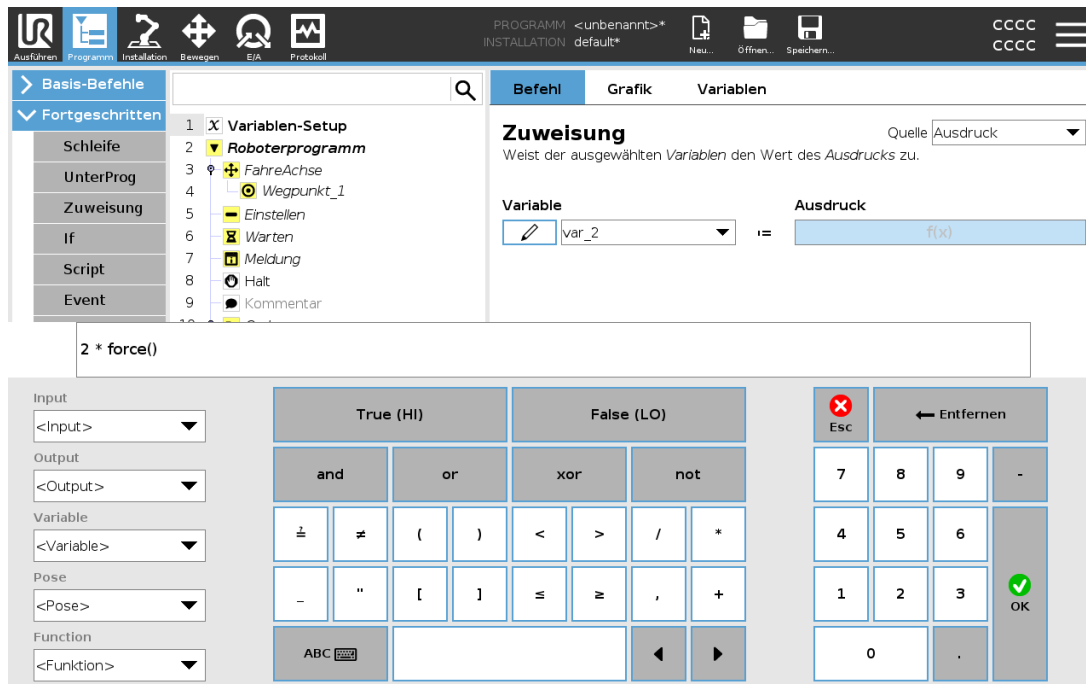 PROGRAMM <unbenannt>*
INSTALLATION default*
CCCC
CCCC
Ausführen Programm Installation Bewegen E/A Protokoll Neu... Öffnen... Speichern...
Basis-Befehle
Fortgeschritten
Schleife
UnterProg
Zuweisung
If
Script
Event
1 X Variablen-Setup
2 Roboterprogramm
3 FahreAchse
4 Wegpunkt_1
5 Einstellen
6 Warten
7 Meldung
8 Halt
9 Kommentar
Befehl Grafik Variablen
Zuweisung
Quelle Ausdruck
Weist der ausgewählten Variablen den Wert des Ausdrucks zu.
Variable Ausdruck
var_2 := f(x)
2 * force()
Input
<Input>
Output
<Output>
Variable
<Variable>
Pose
<Pose>
Function
<Funktion>
True (HI) False (LO)
and or xor not
≟ ≠ ( ) < > / *
_ " [ ] ≤ ≥ , +
ABC
Esc Entfernen
7 8 9 -
4 5 6
1 2 3 OK
0 .